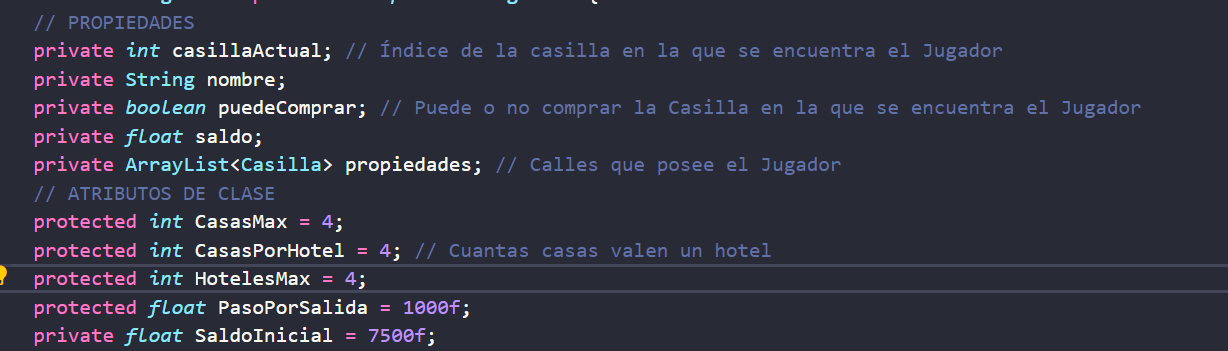 // PROPIEDADES
private int casillaActual; // Índice de la casilla en la que se encuentra el Jugador
private String nombre;
private boolean puedeComprar; // Puede o no comprar la Casilla en la que se encuentra el Jugador
private float saldo;
private ArrayList<Casilla> propiedades; // Calles que posee el Jugador
// ATRIBUTOS DE CLASE
protected int CasasMax = 4;
protected int CasasPorHotel = 4; // Cuantas casas valen un hotel
protected int HotelesMax = 4;
protected float PasoPorSalida = 1000f;
private float SaldoInicial = 7500f;